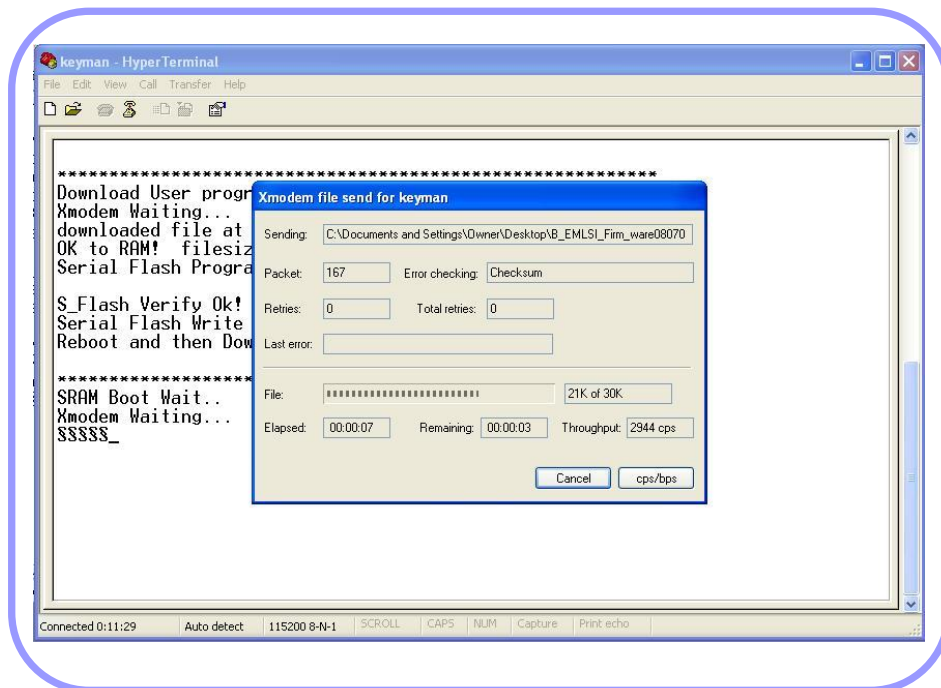 keyman - HyperTerminal
File Edit View Call Transfer Help
************************************************************
Download User progr
Xmodem Waiting...
downloaded file at
OK to RAM! filesiz
Serial Flash Progra
S_Flash Verify Ok!
Serial Flash Write
Reboot and then Dow
*******************
SRAM Boot Wait..
Xmodem Waiting...
§§§§§_
Xmodem file send for keyman
Sending: C:\Documents and Settings\Owner\Desktop\B_EMLSI_Firm_ware08070
Packet: 167 Error checking: Checksum
Retries: 0 Total retries: 0
Last error:
File: 21K of 30K
Elapsed: 00:00:07 Remaining: 00:00:03 Throughput: 2944 cps
Cancel cps/bps
Connected 0:11:29 Auto detect 115200 8-N-1 SCROLL CAPS NUM Capture Print echo